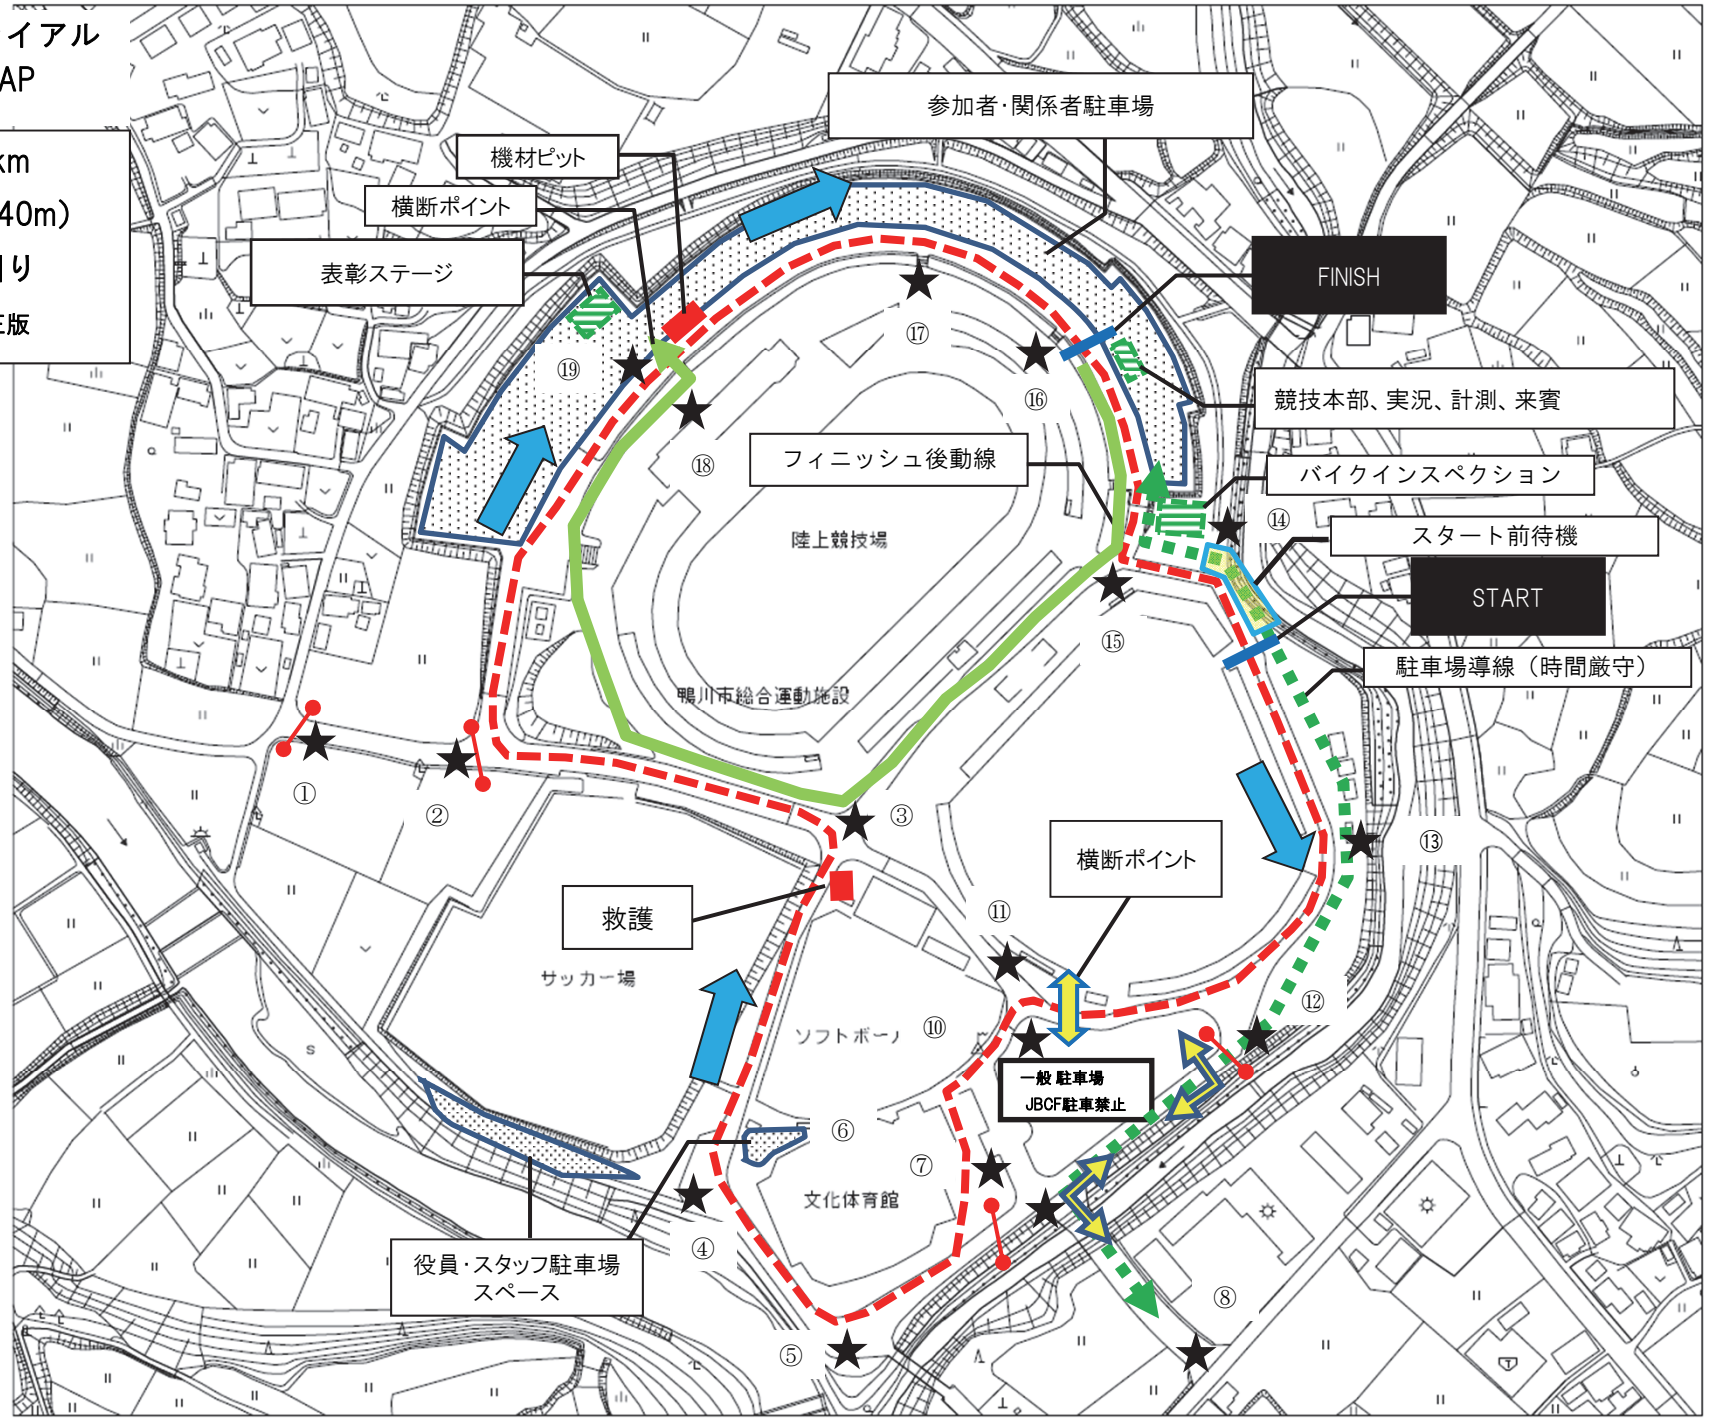 イアル
AP
km
40m)
回り
正版
参加者・関係者駐車場
機材ピット
横断ポイント
表彰ステージ
FINISH
競技本部、実況、計測、来賓
フィニッシュ後動線
バイクインスペクション
スタート前待機
START
駐車場導線（時間厳守）
陸上競技場
鴨川市総合運動施設
横断ポイント
救護
サッカー場
ソフトボー
一般 駐車場
JBCF駐車禁止
文化体育館
役員・スタッフ駐車場
スペース
①
②
③
④
⑤
⑥
⑦
⑧
⑩
⑪
⑫
⑬
⑭
⑮
⑯
⑰
⑱
⑲